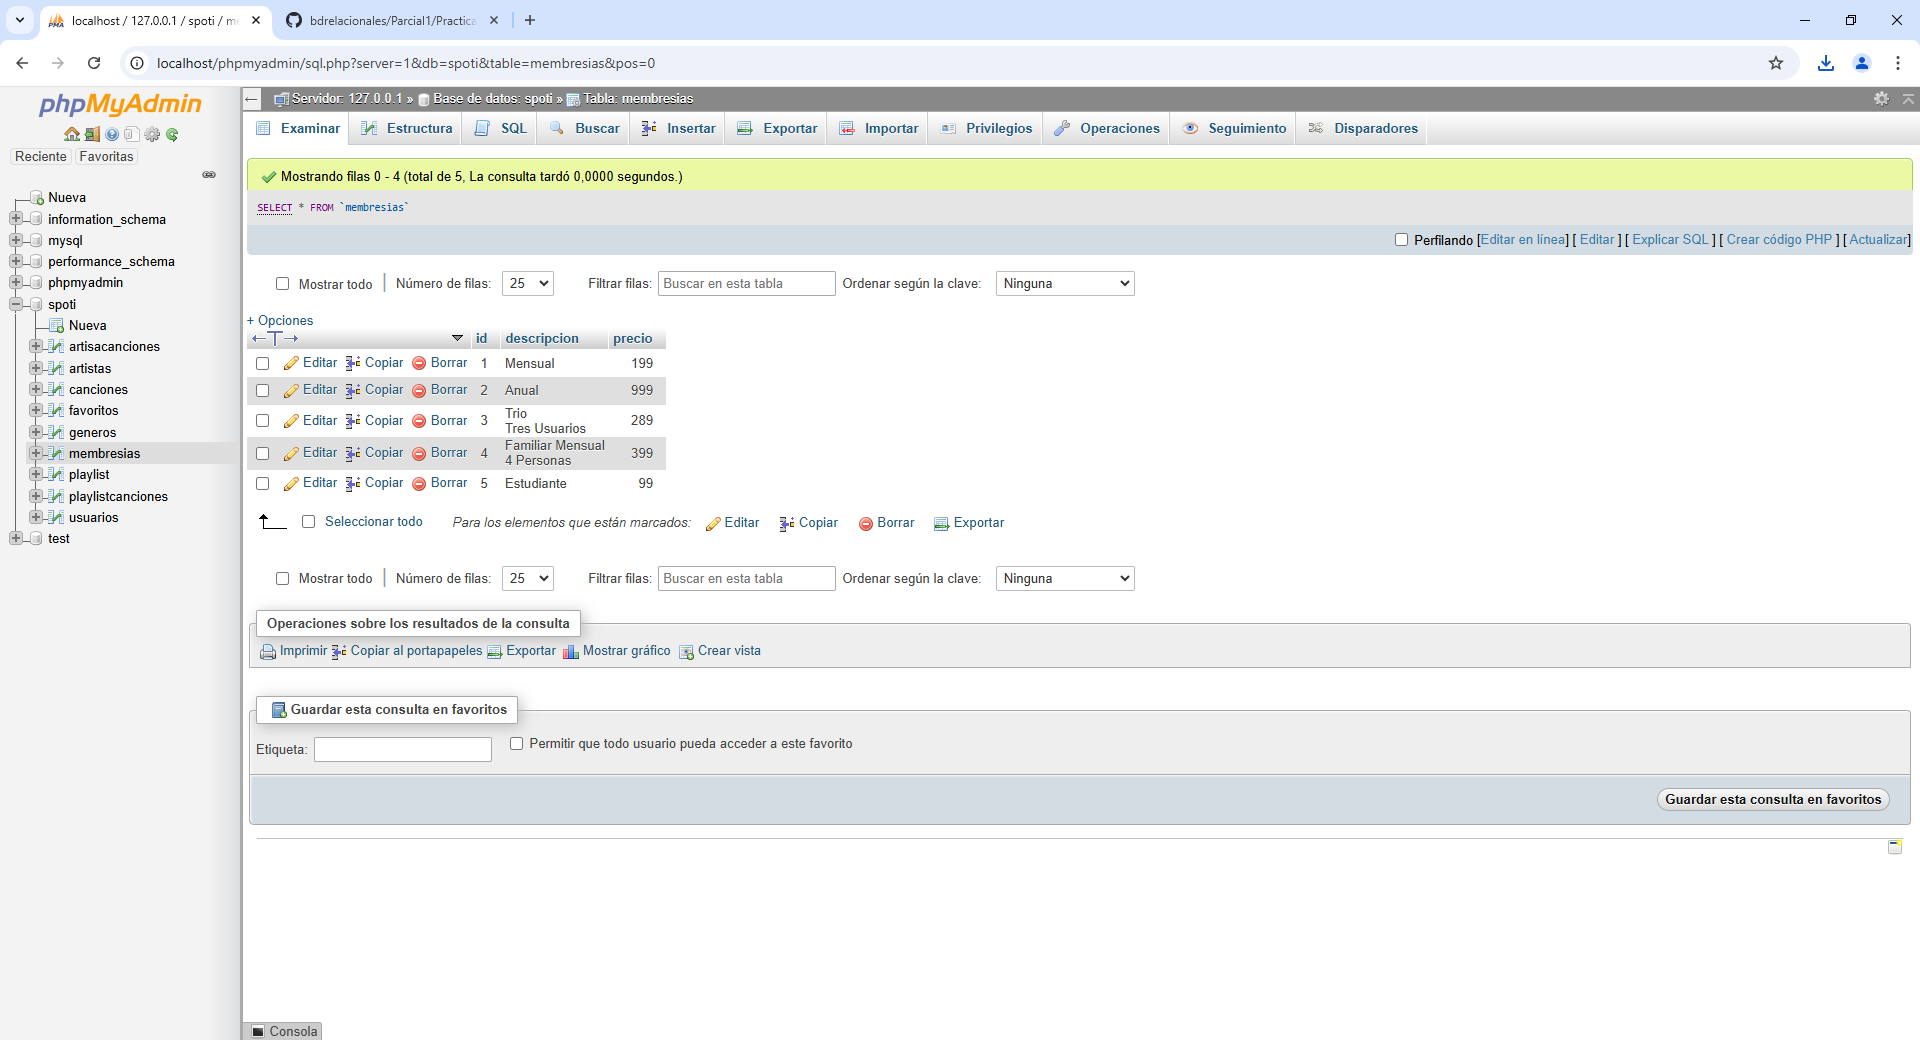 localhost / 127.0.0.1 / spoti / m
bdrelacionales/Parcial1/Practica
localhost/phpmyadmin/sql.php?server=1&db=spoti&table=membresias&pos=0
phpMyAdmin
Reciente Favoritas
Nueva
information_schema
mysql
performance_schema
phpmyadmin
spoti
Nueva
artisacanciones
artistas
canciones
favoritos
generos
membresias
playlist
playlistcanciones
usuarios
test
Servidor: 127.0.0.1 » Base de datos: spoti » Tabla: membresias
Examinar Estructura SQL Buscar Insertar Exportar Importar Privilegios Operaciones Seguimiento Disparadores
Mostrando filas 0 - 4 (total de 5, La consulta tardó 0,0000 segundos.)
SELECT * FROM `membresias`
Perfilando [Editar en línea] [ Editar ] [ Explicar SQL ] [ Crear código PHP ] [ Actualizar]
Mostrar todo | Número de filas: 25 Filtrar filas: Buscar en esta tabla Ordenar según la clave: Ninguna
+ Opciones
←T→ id descripcion precio
Editar Copiar Borrar 1 Mensual 199
Editar Copiar Borrar 2 Anual 999
Editar Copiar Borrar 3 Trio
Tres Usuarios 289
Editar Copiar Borrar 4 Familiar Mensual
4 Personas 399
Editar Copiar Borrar 5 Estudiante 99
Seleccionar todo Para los elementos que están marcados: Editar Copiar Borrar Exportar
Mostrar todo | Número de filas: 25 Filtrar filas: Buscar en esta tabla Ordenar según la clave: Ninguna
Operaciones sobre los resultados de la consulta
Imprimir Copiar al portapapeles Exportar Mostrar gráfico Crear vista
Guardar esta consulta en favoritos
Etiqueta: Permitir que todo usuario pueda acceder a este favorito
Guardar esta consulta en favoritos
Consola